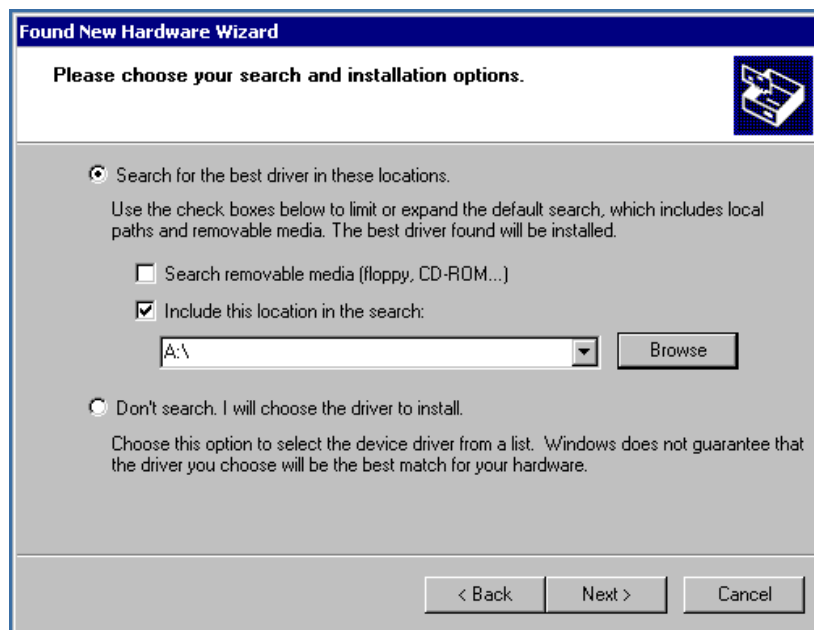 Found New Hardware Wizard
Please choose your search and installation options.
Search for the best driver in these locations.
Use the check boxes below to limit or expand the default search, which includes local
paths and removable media. The best driver found will be installed.
Search removable media (floppy, CD-ROM...)
Include this location in the search:
A:\
Browse
Don't search. I will choose the driver to install.
Choose this option to select the device driver from a list.  Windows does not guarantee that
the driver you choose will be the best match for your hardware.
< Back
Next >
Cancel